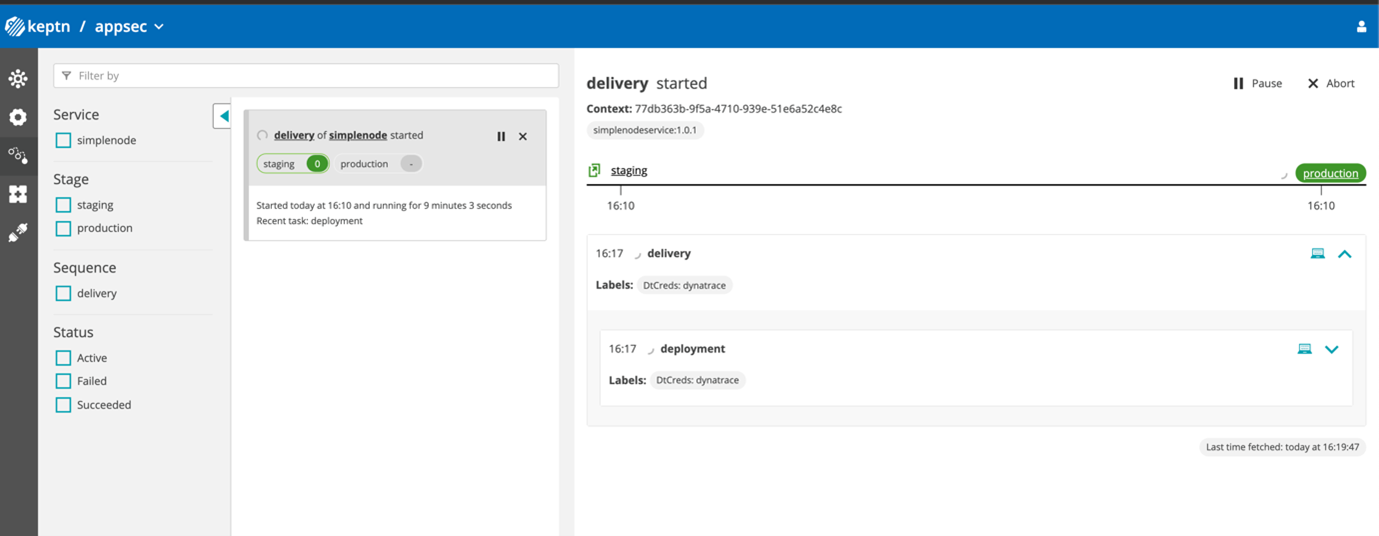 keptn / appsec
Filter by
Service
simplenode
Stage
staging
production
Sequence
delivery
Status
Active
Failed
Succeeded
delivery of simplenode started
staging 0 production -
Started today at 16:10 and running for 9 minutes 3 seconds
Recent task: deployment
delivery started
Pause Abort
Context: 77db363b-9f5a-4710-939e-51e6a52c4e8c
simplenodeservice:1.0.1
staging production
16:10 16:10
16:17 delivery
Labels: DtCreds: dynatrace
16:17 deployment
Labels: DtCreds: dynatrace
Last time fetched: today at 16:19:47